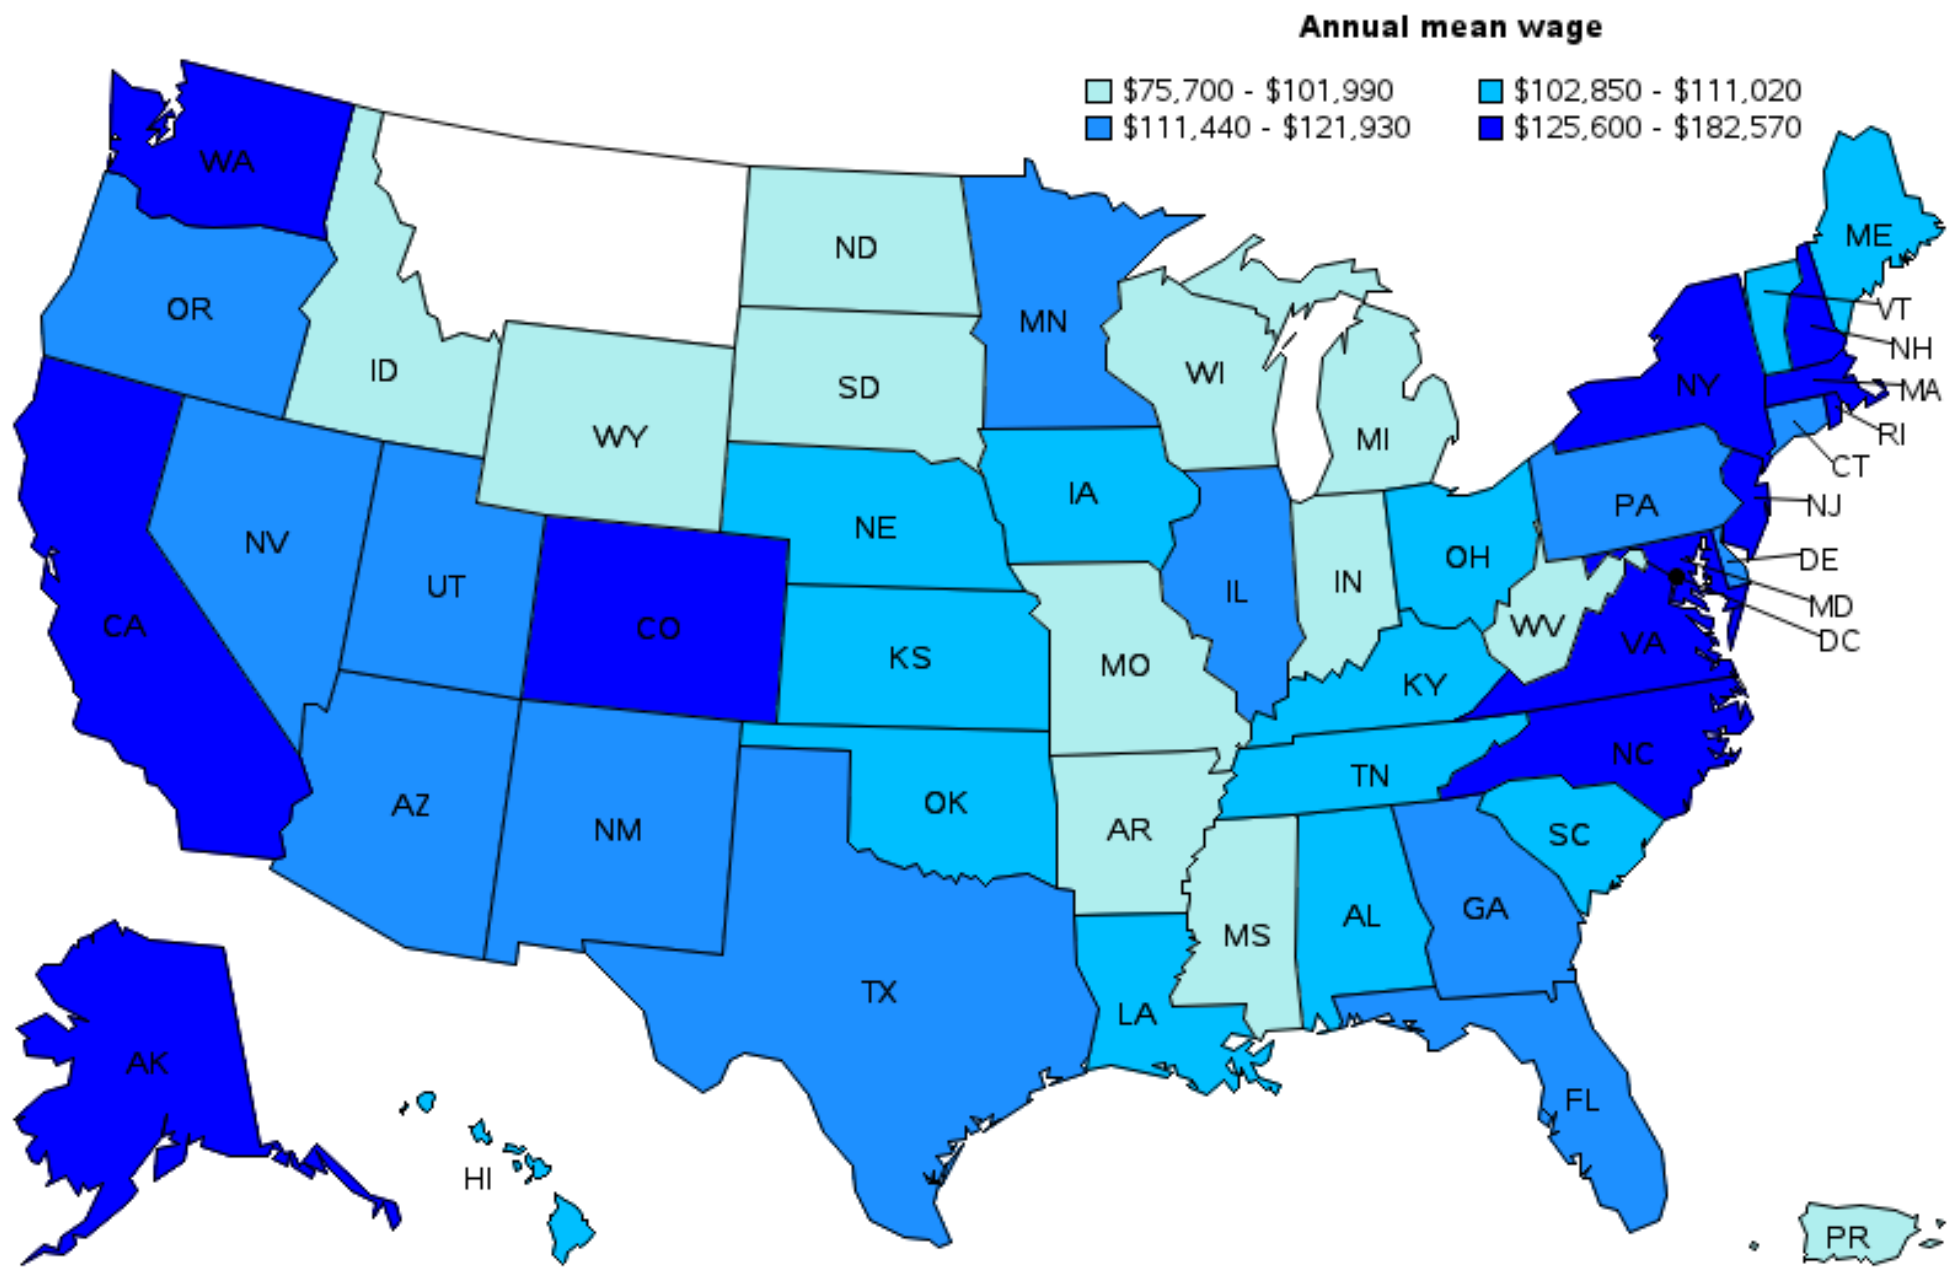 Annual mean wage
$75,700 - $101,990
$102,850 - $111,020
$111,440 - $121,930
$125,600 - $182,570
WA
ME
ND
OR
VT
MN
NH
ID
WI
SD
NY
MA
WY
MI
RI
CT
IA
PA
NJ
NE
NV
OH
DE
UT
IN
IL
MD
CA
CO
WV
DC
VA
KS
MO
KY
NC
TN
AZ
OK
NM
AR
SC
GA
AL
MS
TX
LA
AK
FL
HI
PR